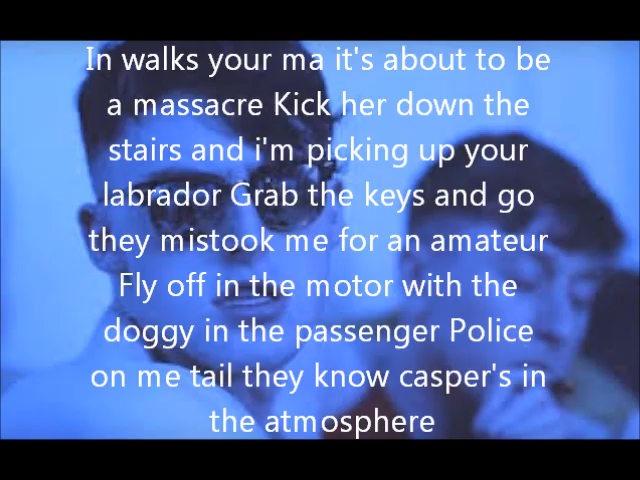 In walks your ma it's about to be
a massacre Kick her down the
stairs and i'm picking up your
labrador Grab the keys and go
they mistook me for an amateur
Fly off in the motor with the
doggy in the passenger Police
on me tail they know casper's in
the atmosphere